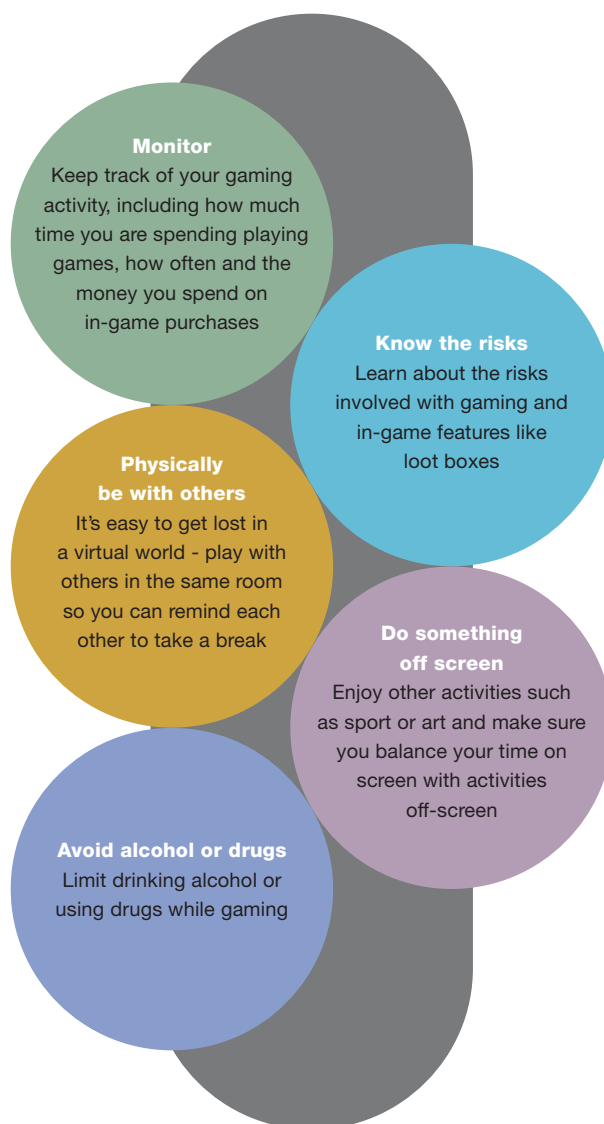 Monitor
Keep track of your gaming
activity, including how much
time you are spending playing
games, how often and the
money you spend on
in-game purchases
Know the risks
Learn about the risks
involved with gaming and
in-game features like
loot boxes
Physically
be with others
It's easy to get lost in
a virtual world - play with
others in the same room
so you can remind each
other to take a break
Do something
off screen
Enjoy other activities such
as sport or art and make sure
you balance your time on
screen with activities
off-screen
Avoid alcohol or drugs
Limit drinking alcohol or
using drugs while gaming